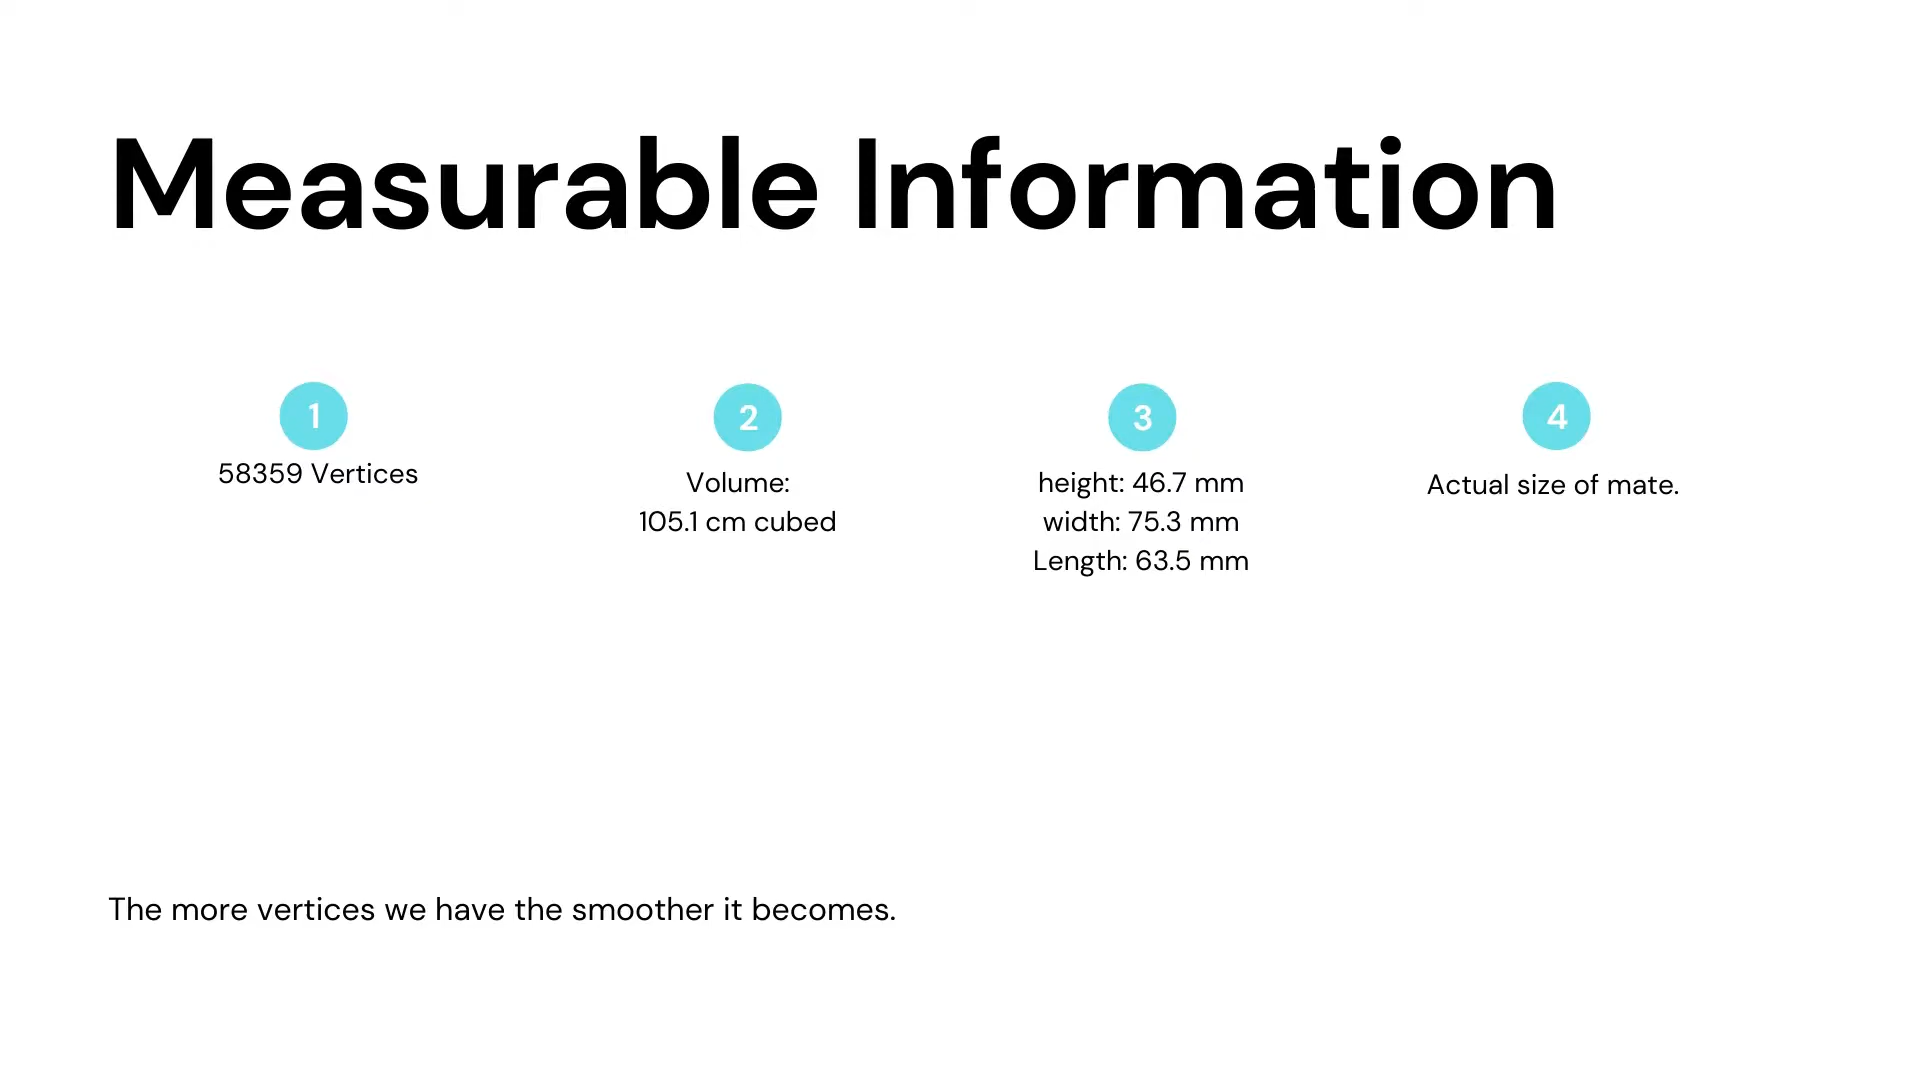 Measurable Information
1
58359 Vertices
2
Volume:
105.1 cm cubed
3
height: 46.7 mm
width: 75.3 mm
Length: 63.5 mm
4
Actual size of mate.
The more vertices we have the smoother it becomes.